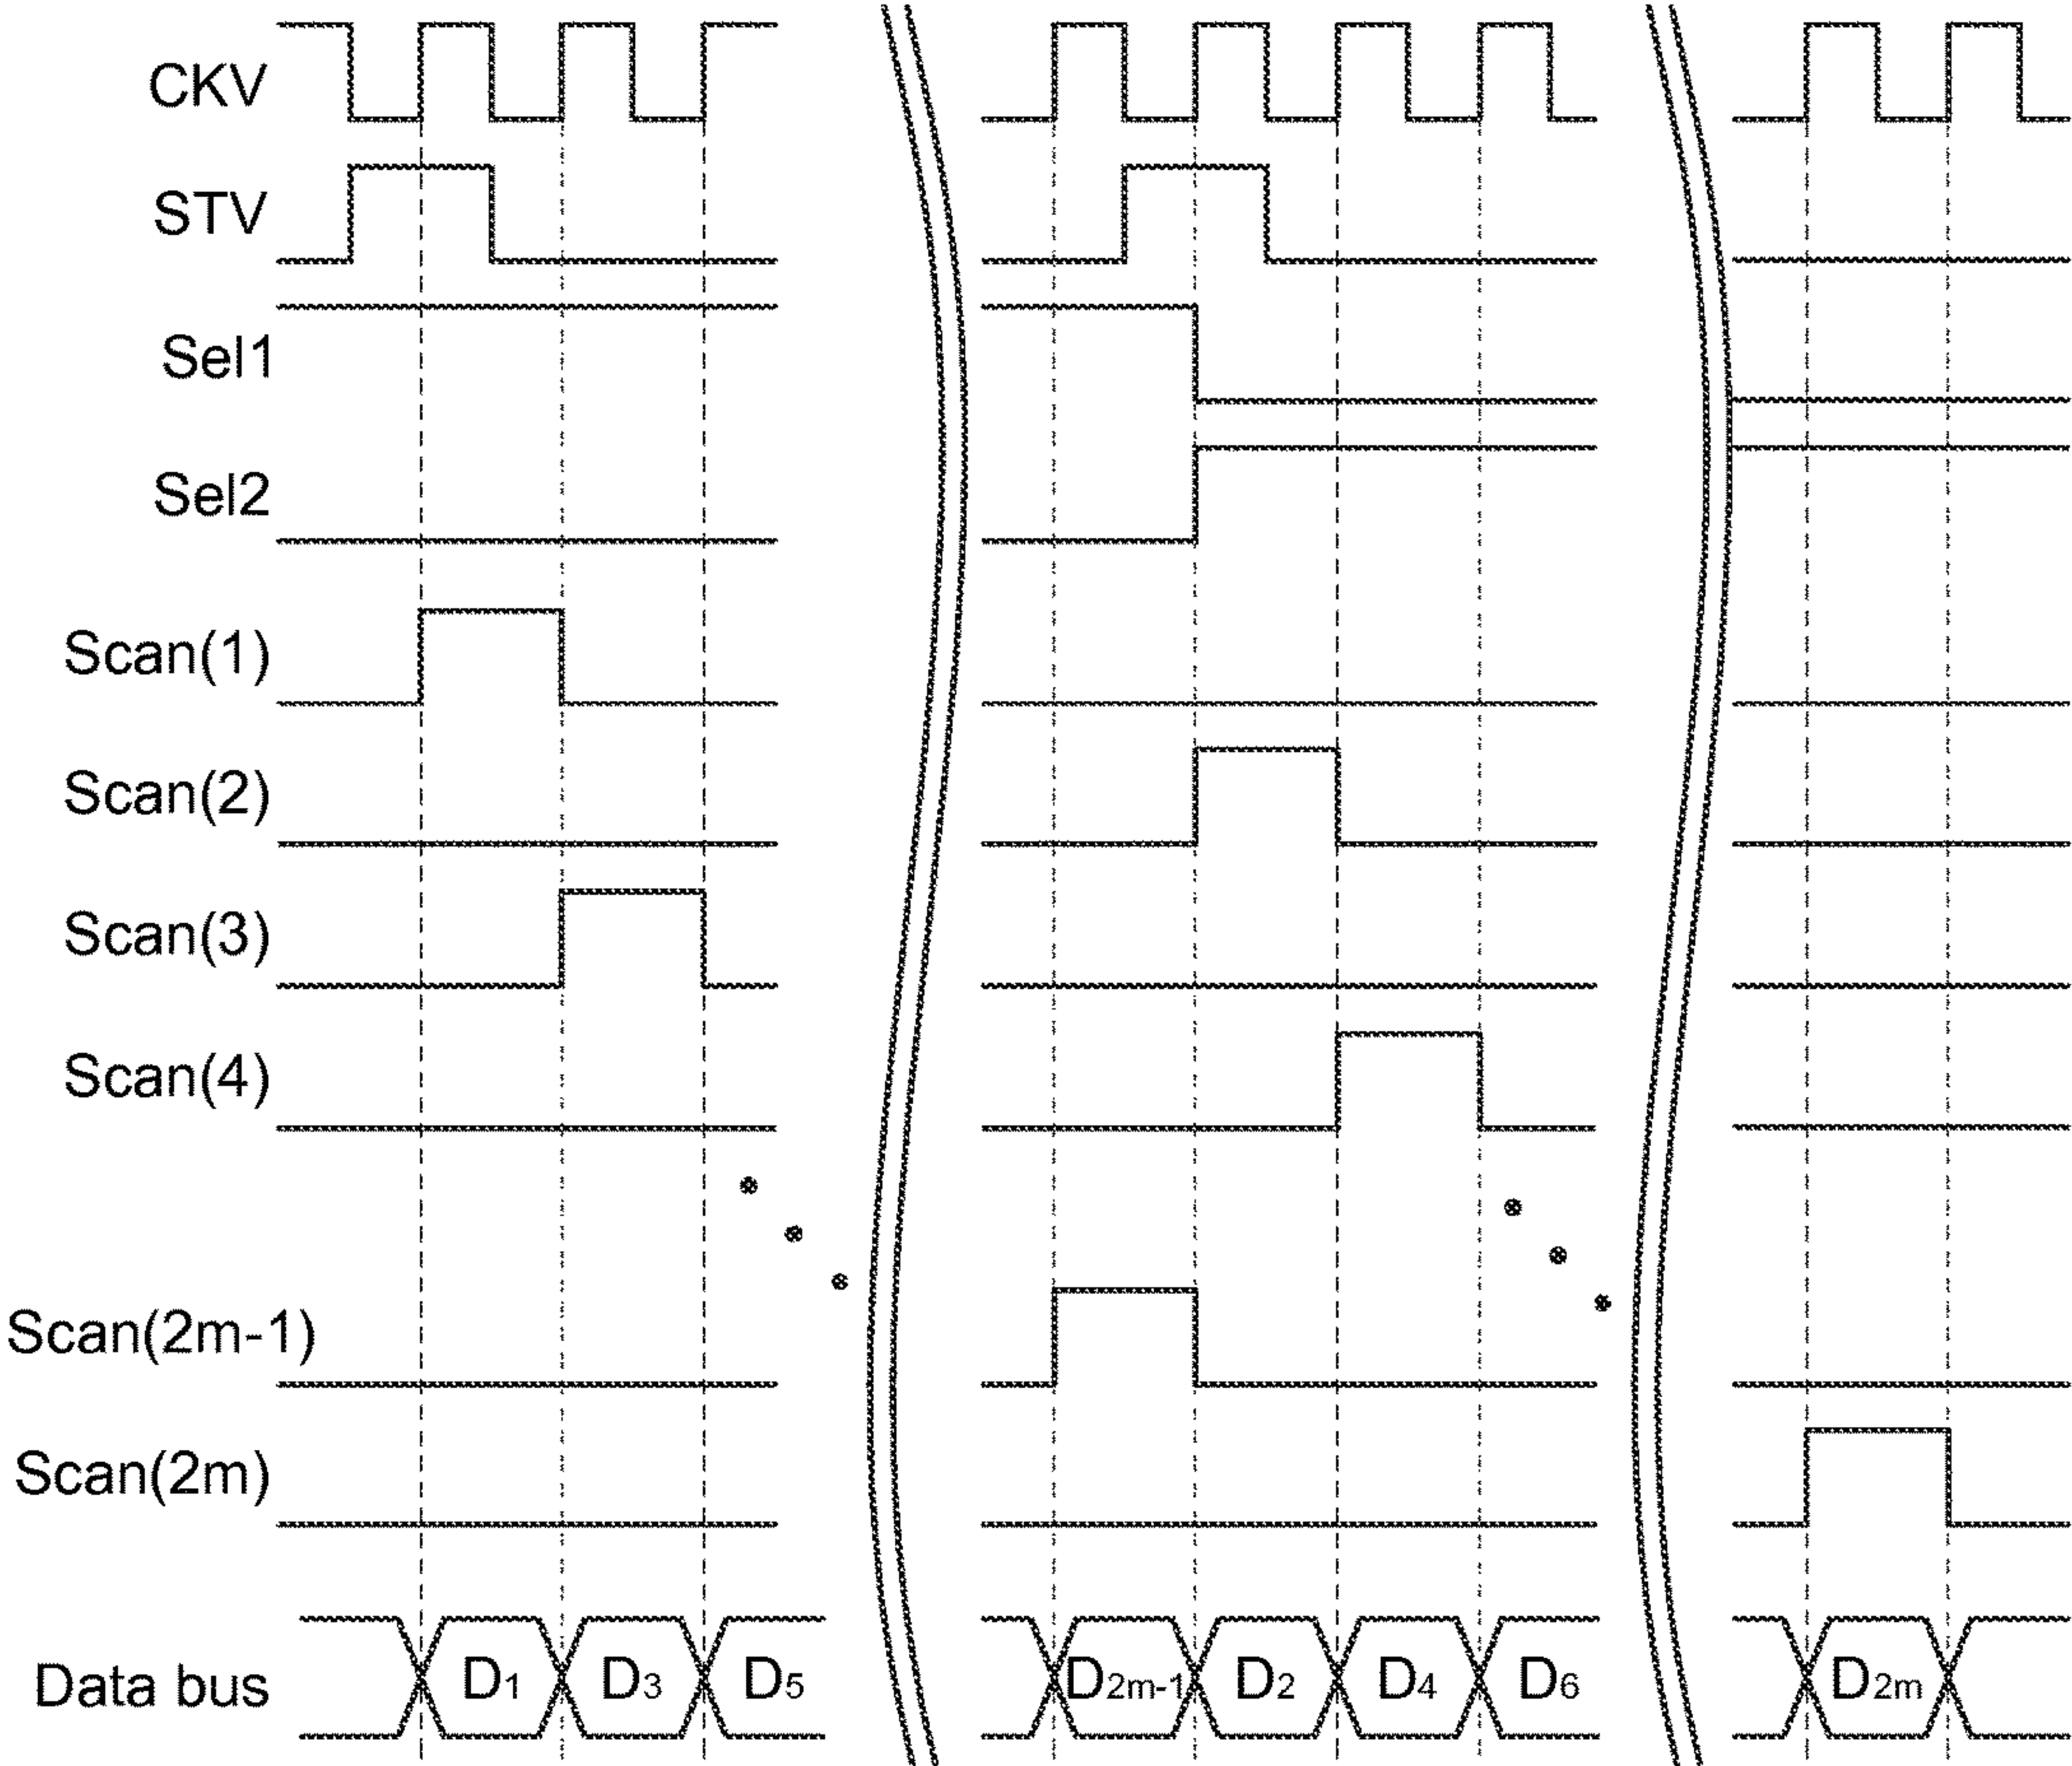 CKV
STV
Sel1
Sel2
Scan(1)
Scan(2)
Scan(3)
Scan(4)
Scan(2m-1)
Scan(2m)
Data bus D1 D3 D5 D2m-1 D2 D4 D6 D2m